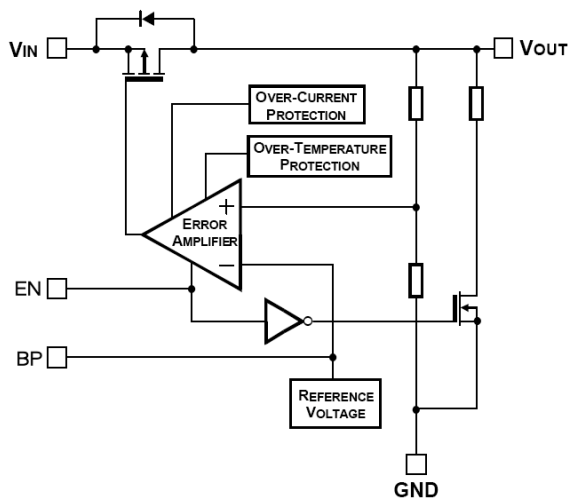 VIN
VOUT
OVER-CURRENT
PROTECTION
OVER-TEMPERATURE
PROTECTION
+
ERROR
AMPLIFIER
−
EN
BP
REFERENCE
VOLTAGE
GND